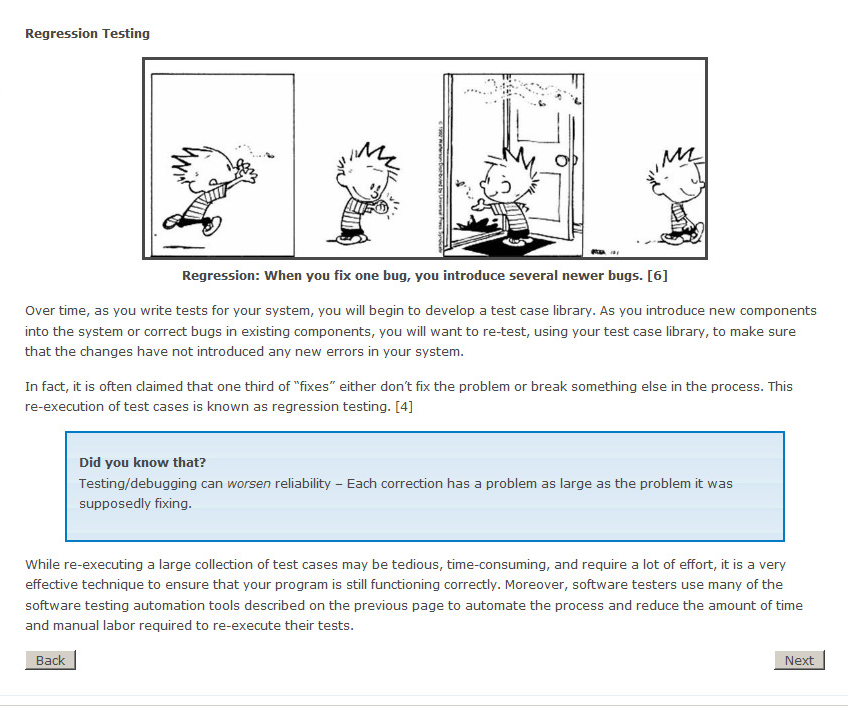 Regression Testing
Regression: When you fix one bug, you introduce several newer bugs. [6]
Over time, as you write tests for your system, you will begin to develop a test case library. As you introduce new components
into the system or correct bugs in existing components, you will want to re-test, using your test case library, to make sure
that the changes have not introduced any new errors in your system.
In fact, it is often claimed that one third of “fixes” either don’t fix the problem or break something else in the process. This
re-execution of test cases is known as regression testing. [4]
Did you know that?
Testing/debugging can worsen reliability – Each correction has a problem as large as the problem it was
supposedly fixing.
While re-executing a large collection of test cases may be tedious, time-consuming, and require a lot of effort, it is a very
effective technique to ensure that your program is still functioning correctly. Moreover, software testers use many of the
software testing automation tools described on the previous page to automate the process and reduce the amount of time
and manual labor required to re-execute their tests.
Back
Next